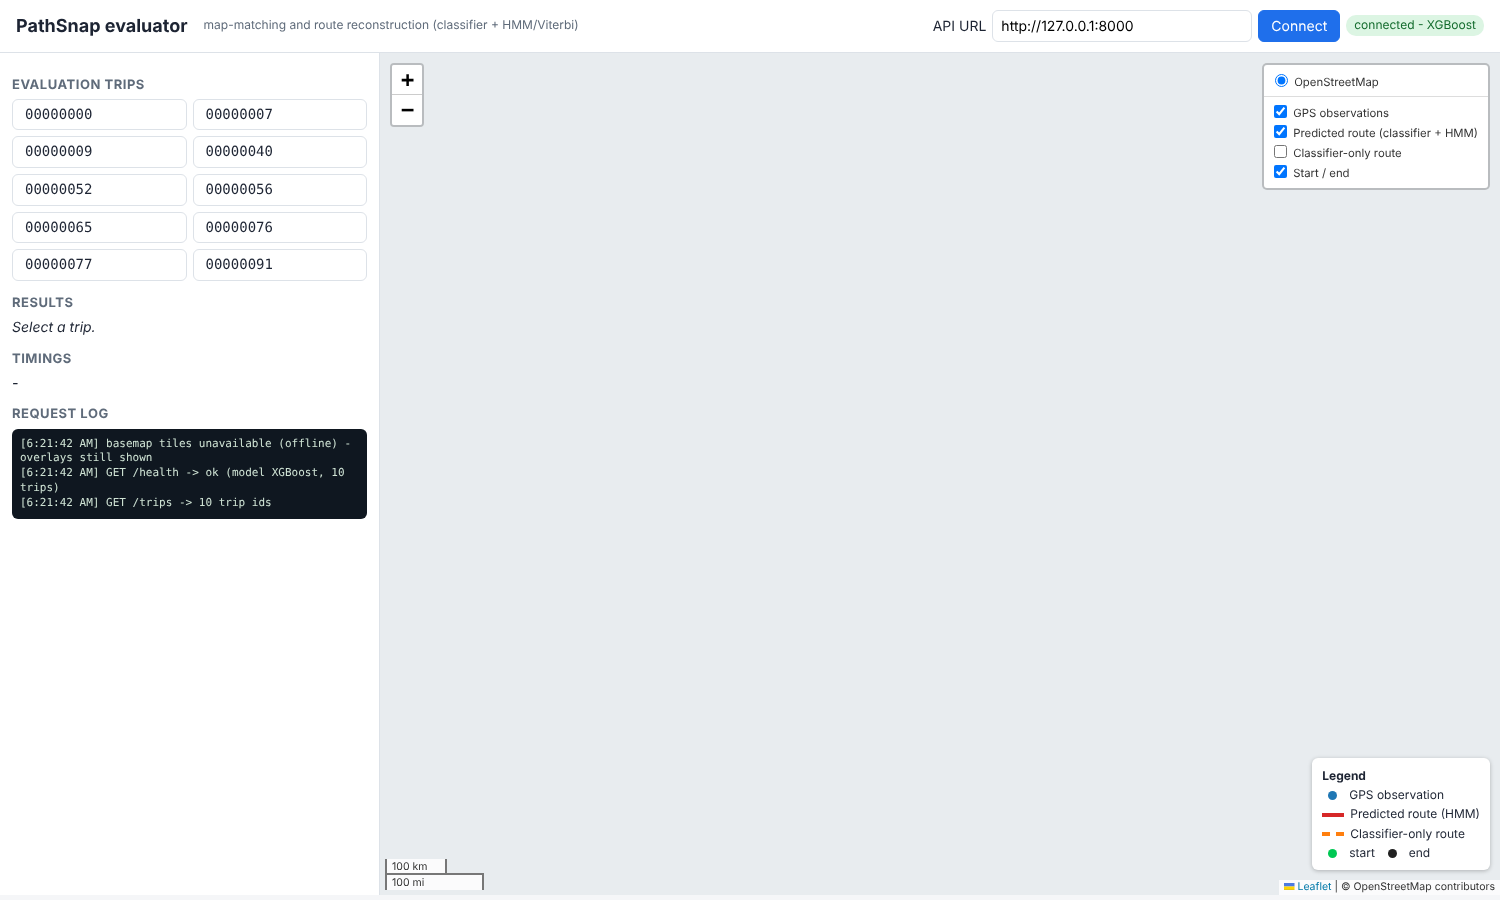 PathSnap evaluator
map-matching and route reconstruction (classifier + HMM/Viterbi)
API URL
http://127.0.0.1:8000
Connect
connected - XGBoost
EVALUATION TRIPS
00000000
00000007
00000009
00000040
00000052
00000056
00000065
00000076
00000077
00000091
RESULTS
Select a trip.
TIMINGS
-
REQUEST LOG
[6:21:42 AM] basemap tiles unavailable (offline) -
overlays still shown
[6:21:42 AM] GET /health -> ok (model XGBoost, 10
trips)
[6:21:42 AM] GET /trips -> 10 trip ids
+
−
OpenStreetMap
GPS observations
Predicted route (classifier + HMM)
Classifier-only route
Start / end
Legend
GPS observation
Predicted route (HMM)
Classifier-only route
start
end
100 km
100 mi
Leaflet | © OpenStreetMap contributors